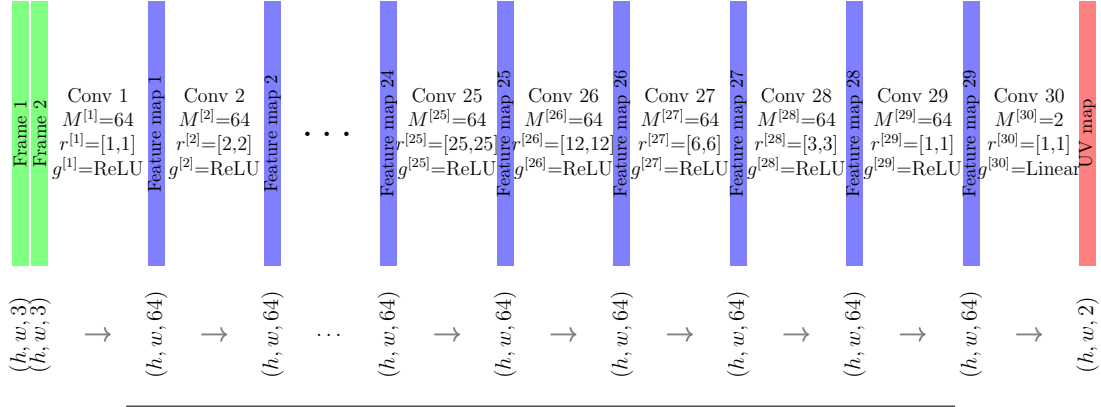 Frame 1
Frame 2
Conv 1
M^[1]=64
r^[1]=[1,1]
g^[1]=ReLU
Feature map 1
Conv 2
M^[2]=64
r^[2]=[2,2]
g^[2]=ReLU
Feature map 2
. . .
Feature map 24
Conv 25
M^[25]=64
r^[25]=[25,25]
g^[25]=ReLU
Feature map 25
Conv 26
M^[26]=64
r^[26]=[12,12]
g^[26]=ReLU
Feature map 26
Conv 27
M^[27]=64
r^[27]=[6,6]
g^[27]=ReLU
Feature map 27
Conv 28
M^[28]=64
r^[28]=[3,3]
g^[28]=ReLU
Feature map 28
Conv 29
M^[29]=64
r^[29]=[1,1]
g^[29]=ReLU
Feature map 29
Conv 30
M^[30]=2
r^[30]=[1,1]
g^[30]=Linear
UV map
(h, w, 3)
(h, w, 3)
→
(h, w, 64)
→
(h, w, 64)
...
(h, w, 64)
→
(h, w, 64)
→
(h, w, 64)
→
(h, w, 64)
→
(h, w, 64)
→
(h, w, 64)
→
(h, w, 2)